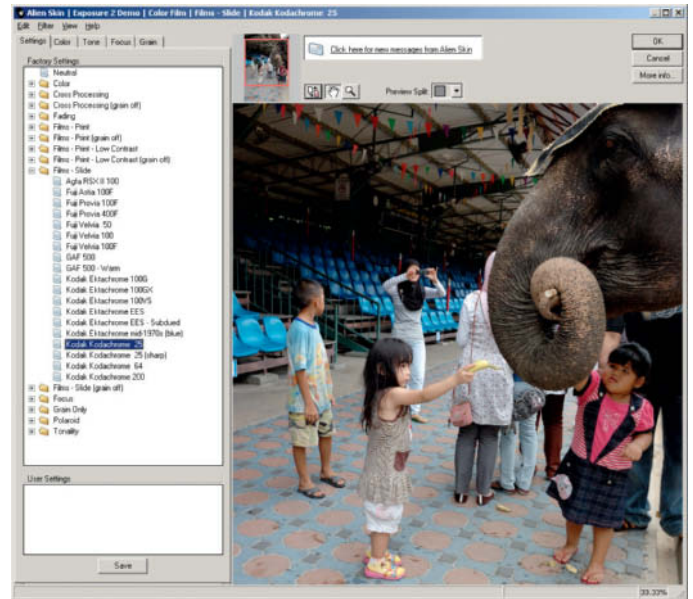 Alien Skin | Exposure 2 Demo | Color Film | Films - Slide | Kodak Kodachrome 25
Edit Filter View Help
Settings Color Tone Focus Grain
Click here for new messages from Alien Skin
OK
Cancel
More info...
Preview Split:
Factory Settings
Neutral
Color
Cross Processing
Cross Processing (grain off)
Fading
Films - Print
Films - Print (grain off)
Films - Print - Low Contrast
Films - Print - Low Contrast (grain off)
Films - Slide
Agfa RSX II 100
Fuji Astia 100F
Fuji Provia 100F
Fuji Provia 400F
Fuji Velvia 50
Fuji Velvia 100
Fuji Velvia 100F
GAF 500
GAF 500 - Warm
Kodak Ektachrome 100G
Kodak Ektachrome 100GX
Kodak Ektachrome 100VS
Kodak Ektachrome EES
Kodak Ektachrome EES - Subdued
Kodak Ektachrome mid-1970s (blue)
Kodak Kodachrome 25
Kodak Kodachrome 25 (sharp)
Kodak Kodachrome 64
Kodak Kodachrome 200
Films - Slide (grain off)
Focus
Grain Only
Polaroid
Tonality
User Settings
Save
33.33%